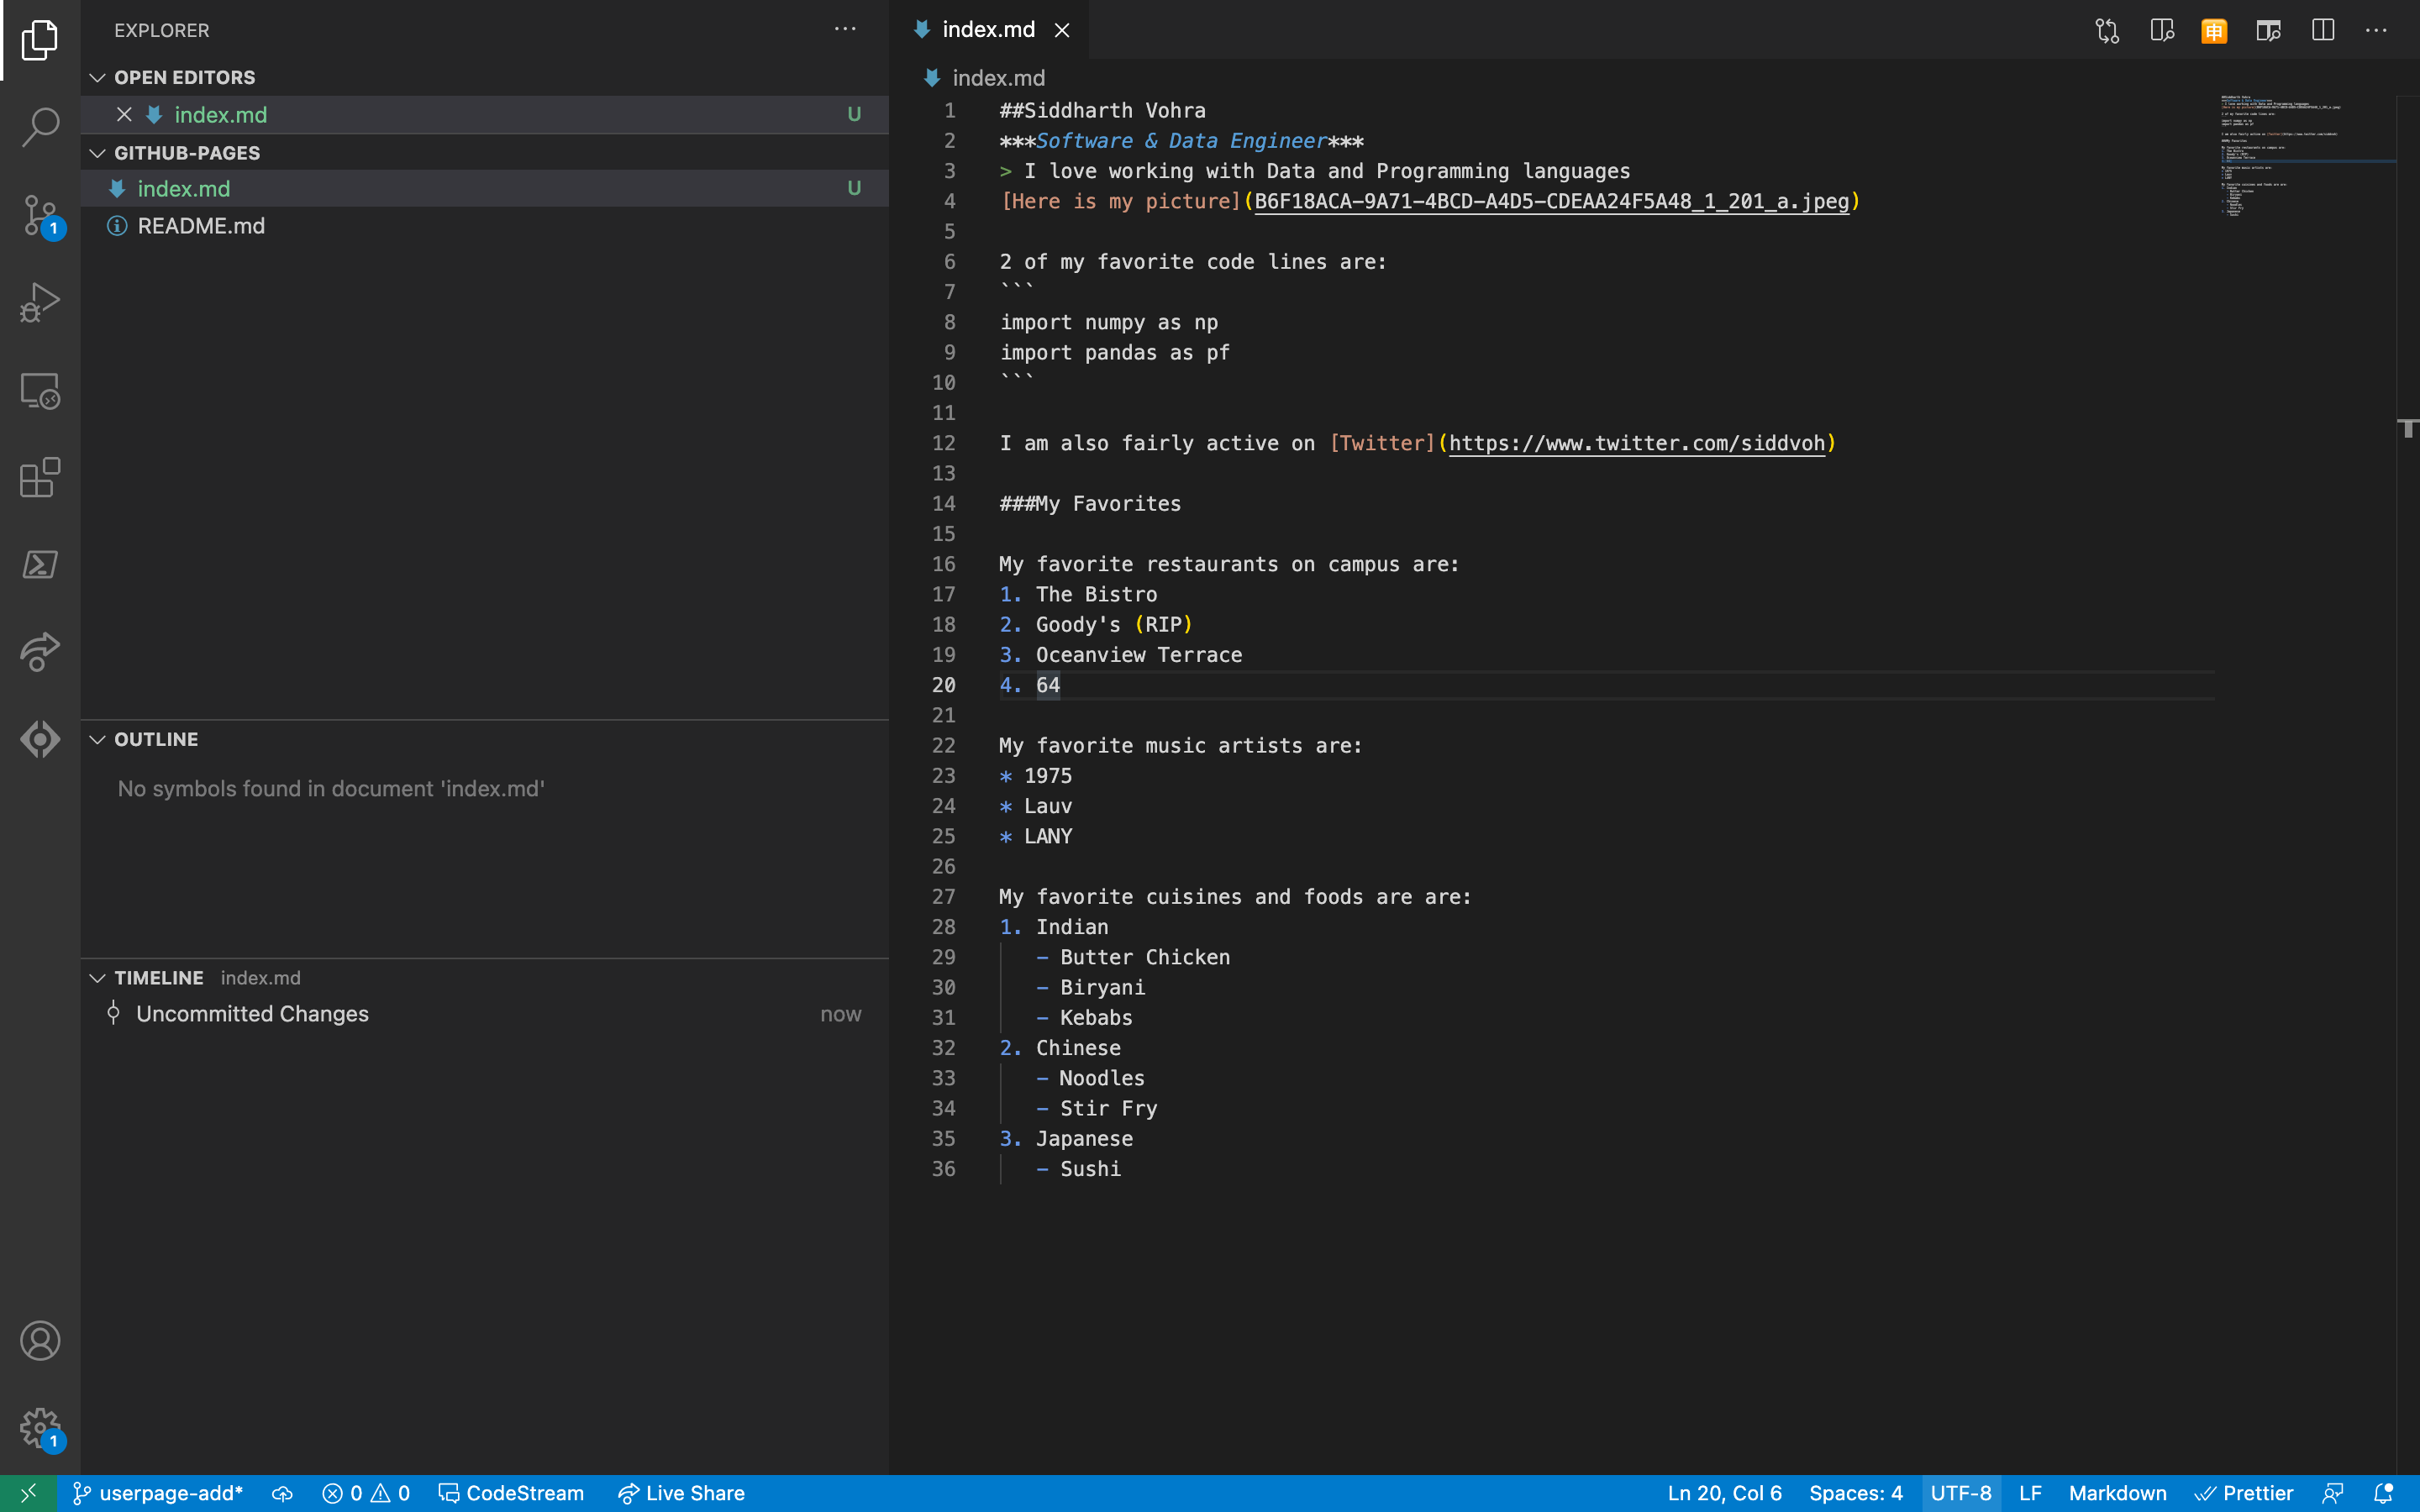 EXPLORER
OPEN EDITORS
index.md U
GITHUB-PAGES
index.md U
README.md
OUTLINE
No symbols found in document 'index.md'
TIMELINE index.md
Uncommitted Changes now
1
1
index.md
index.md
1 ##Siddharth Vohra
2 ***Software & Data Engineer***
3 > I love working with Data and Programming languages
4 [Here is my picture](B6F18ACA-9A71-4BCD-A4D5-CDEAA24F5A48_1_201_a.jpeg)
5
6 2 of my favorite code lines are:
7 ```
8 import numpy as np
9 import pandas as pf
10 ```
11
12 I am also fairly active on [Twitter](https://www.twitter.com/siddvoh)
13
14 ###My Favorites
15
16 My favorite restaurants on campus are:
17 1. The Bistro
18 2. Goody's (RIP)
19 3. Oceanview Terrace
20 4. 64
21
22 My favorite music artists are:
23 * 1975
24 * Lauv
25 * LANY
26
27 My favorite cuisines and foods are are:
28 1. Indian
29 - Butter Chicken
30 - Biryani
31 - Kebabs
32 2. Chinese
33 - Noodles
34 - Stir Fry
35 3. Japanese
36 - Sushi
申
userpage-add* 0 0 CodeStream Live Share Ln 20, Col 6 Spaces: 4 UTF-8 LF Markdown Prettier